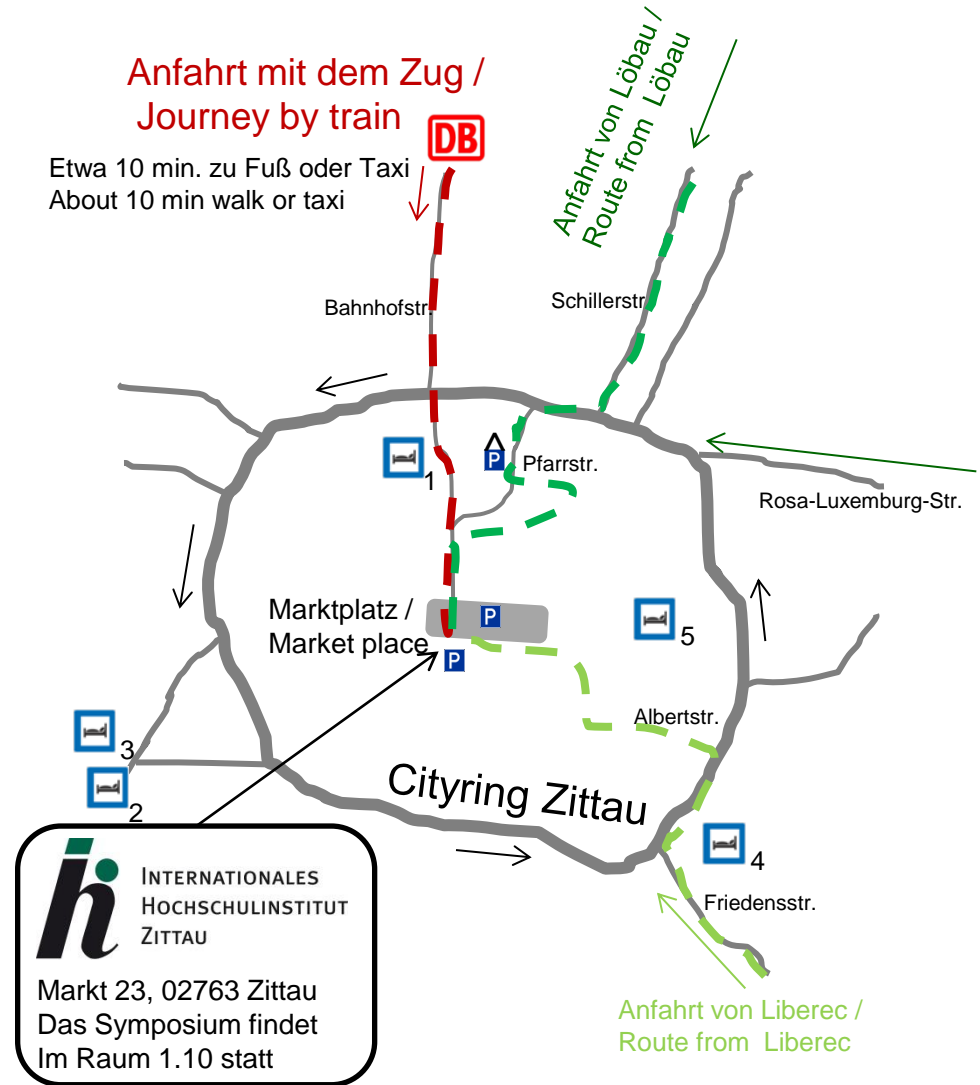 Anfahrt mit dem Zug /
Journey by train
DB
Etwa 10 min. zu Fuß oder Taxi
About 10 min walk or taxi
Anfahrt von Löbau /
Route from Löbau
Bahnhofstr.
Schillerstr.
1
P
Pfarrstr.
Rosa-Luxemburg-Str.
Marktplatz /
Market place
P
P
5
Albertstr.
3
2
Cityring Zittau
4
Friedensstr.
ih
INTERNATIONALES
HOCHSCHULINSTITUT
ZITTAU
Markt 23, 02763 Zittau
Das Symposium findet
Im Raum 1.10 statt
Anfahrt von Liberec /
Route from Liberec